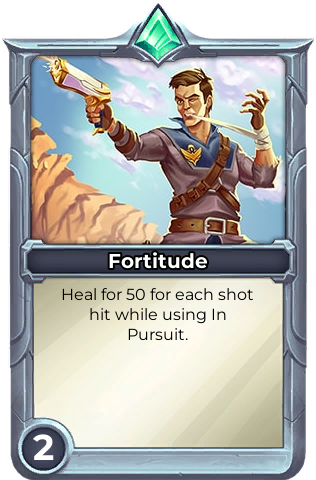 Fortitude
Heal for 50 for each shot
hit while using In
Pursuit.
2